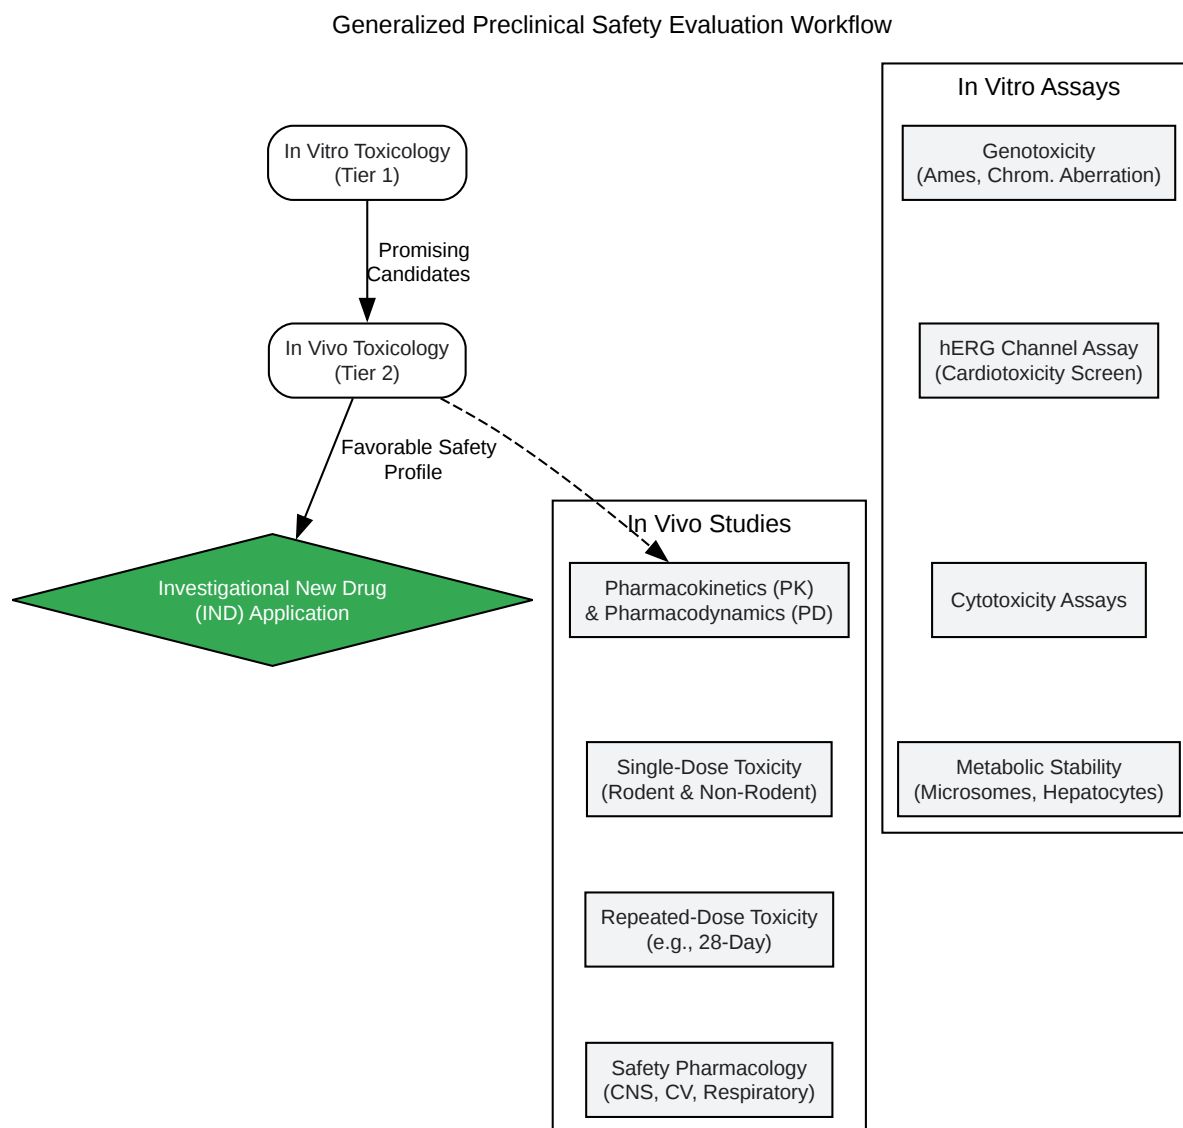 Generalized Preclinical Safety Evaluation Workflow
In Vitro Toxicology
(Tier 1)
Promising
Candidates
In Vivo Toxicology
(Tier 2)
Favorable Safety
Profile
Investigational New Drug
(IND) Application
In Vivo Studies
Pharmacokinetics (PK)
& Pharmacodynamics (PD)
Single-Dose Toxicity
(Rodent & Non-Rodent)
Repeated-Dose Toxicity
(e.g., 28-Day)
Safety Pharmacology
(CNS, CV, Respiratory)
In Vitro Assays
Genotoxicity
(Ames, Chrom. Aberration)
hERG Channel Assay
(Cardiotoxicity Screen)
Cytotoxicity Assays
Metabolic Stability
(Microsomes, Hepatocytes)